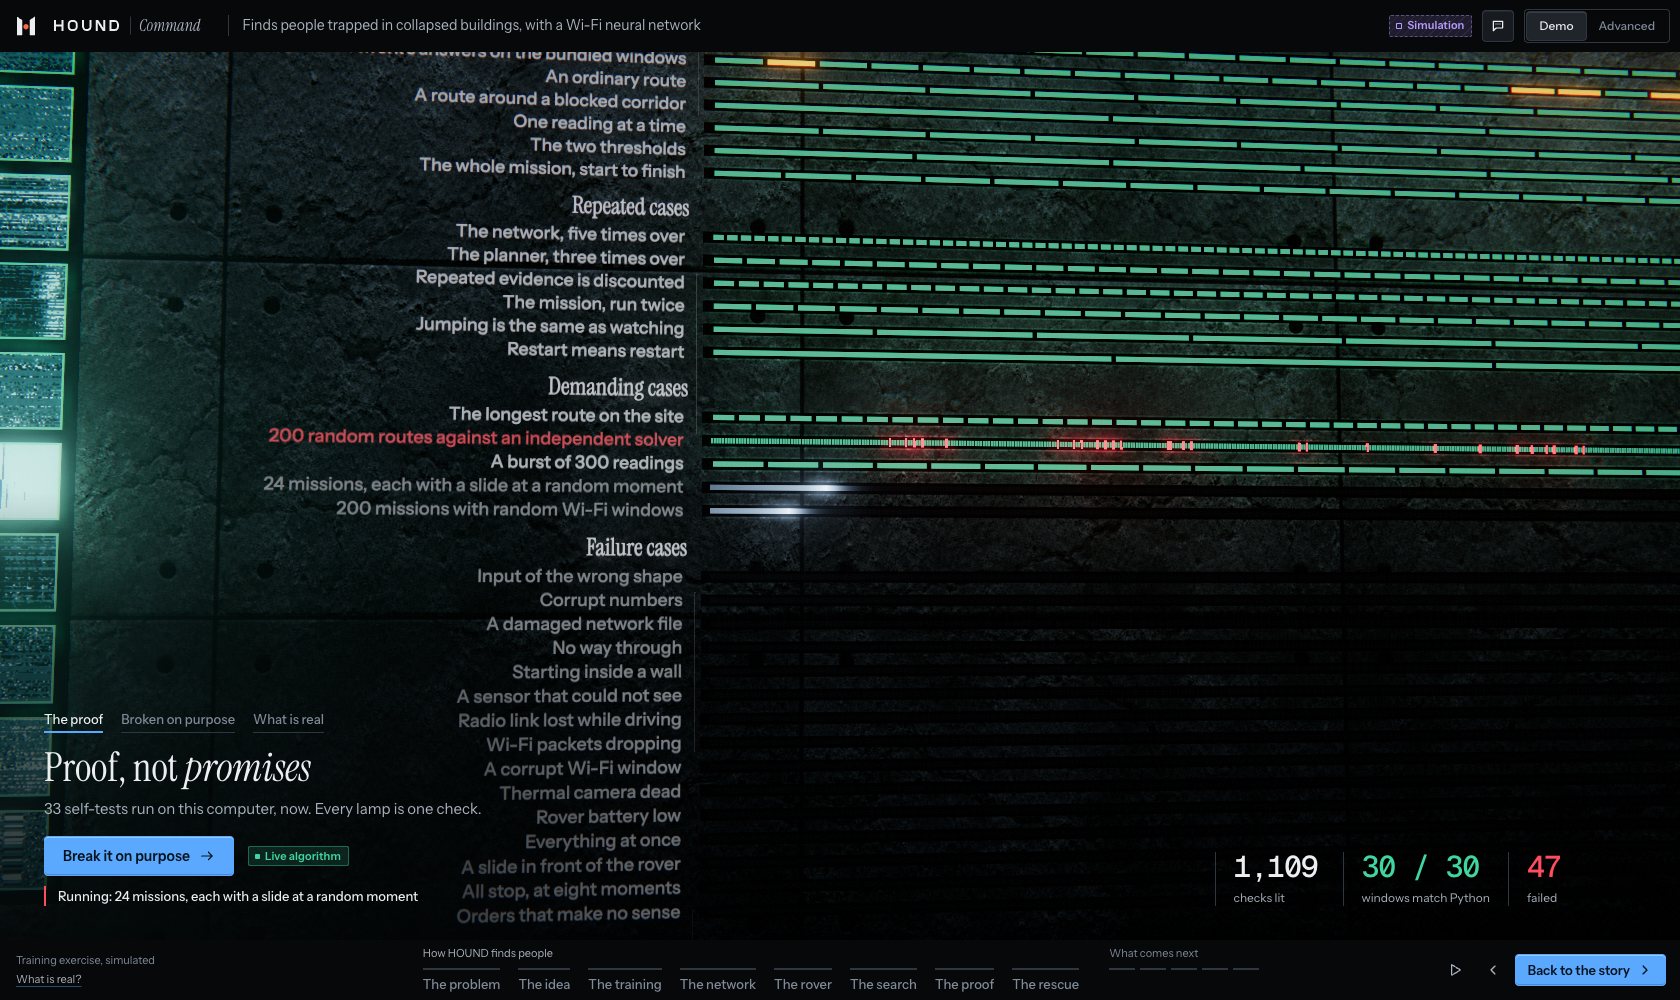 HOUND Command
Finds people trapped in collapsed buildings, with a Wi-Fi neural network
Simulation
Demo
Advanced
answers on the bundled windows
An ordinary route
A route around a blocked corridor
One reading at a time
The two thresholds
The whole mission, start to finish
Repeated cases
The network, five times over
The planner, three times over
Repeated evidence is discounted
The mission, run twice
Jumping is the same as watching
Restart means restart
Demanding cases
The longest route on the site
200 random routes against an independent solver
A burst of 300 readings
24 missions, each with a slide at a random moment
200 missions with random Wi-Fi windows
Failure cases
Input of the wrong shape
Corrupt numbers
A damaged network file
No way through
Starting inside a wall
A sensor that could not see
Radio link lost while driving
Wi-Fi packets dropping
A corrupt Wi-Fi window
Thermal camera dead
Rover battery low
Everything at once
A slide in front of the rover
All stop, at eight moments
Orders that make no sense
The proof
Broken on purpose
What is real
Proof, not promises
33 self-tests run on this computer, now. Every lamp is one check.
Break it on purpose →
Live algorithm
Running: 24 missions, each with a slide at a random moment
1,109
checks lit
30 / 30
windows match Python
47
failed
Training exercise, simulated
What is real?
How HOUND finds people
The problem
The idea
The training
The network
The rover
The search
The proof
The rescue
What comes next
Back to the story